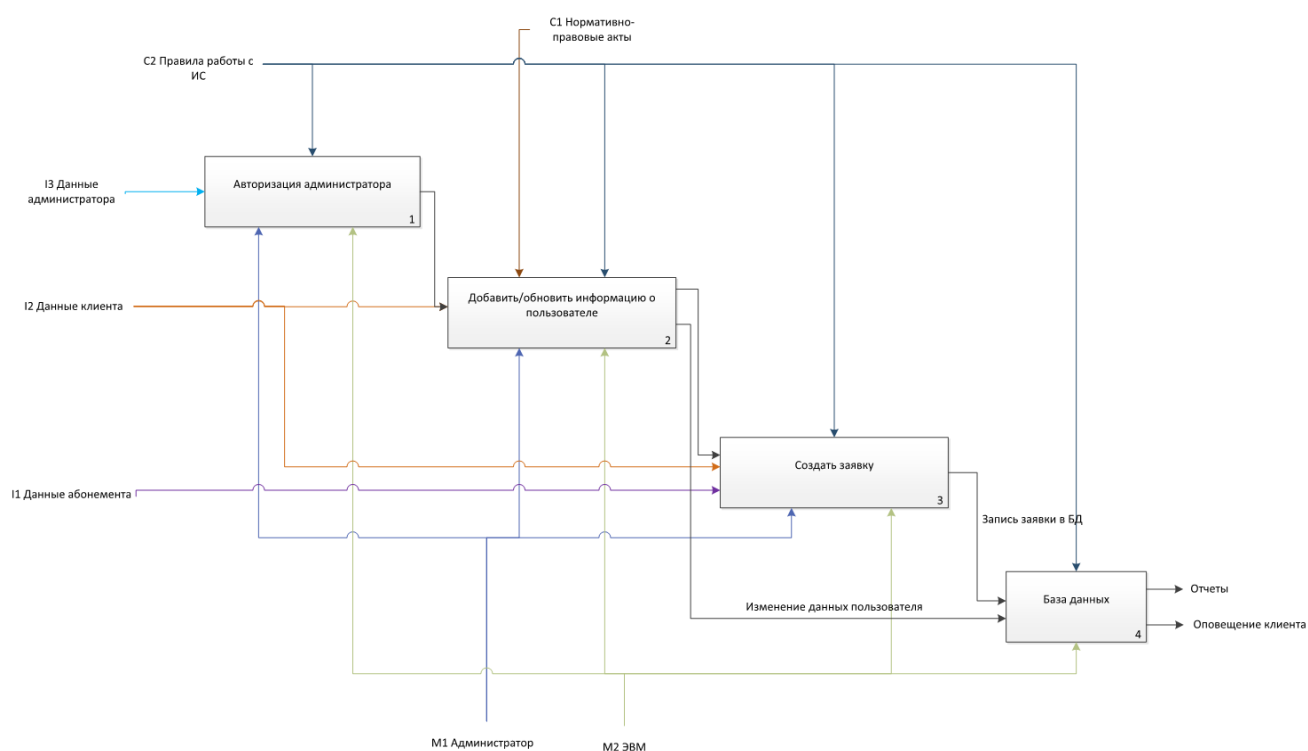 C1 Нормативно-
правовые акты
C2 Правила работы с
ИС
Авторизация администратора
1
I3 Данные
администратора
I2 Данные клиента
Добавить/обновить информацию о
пользователе
2
Создать заявку
3
I1 Данные абонемента
Запись заявки в БД
База данных
4
Отчеты
Изменение данных пользователя
Оповещение клиента
M1 Администратор
M2 ЭВМ